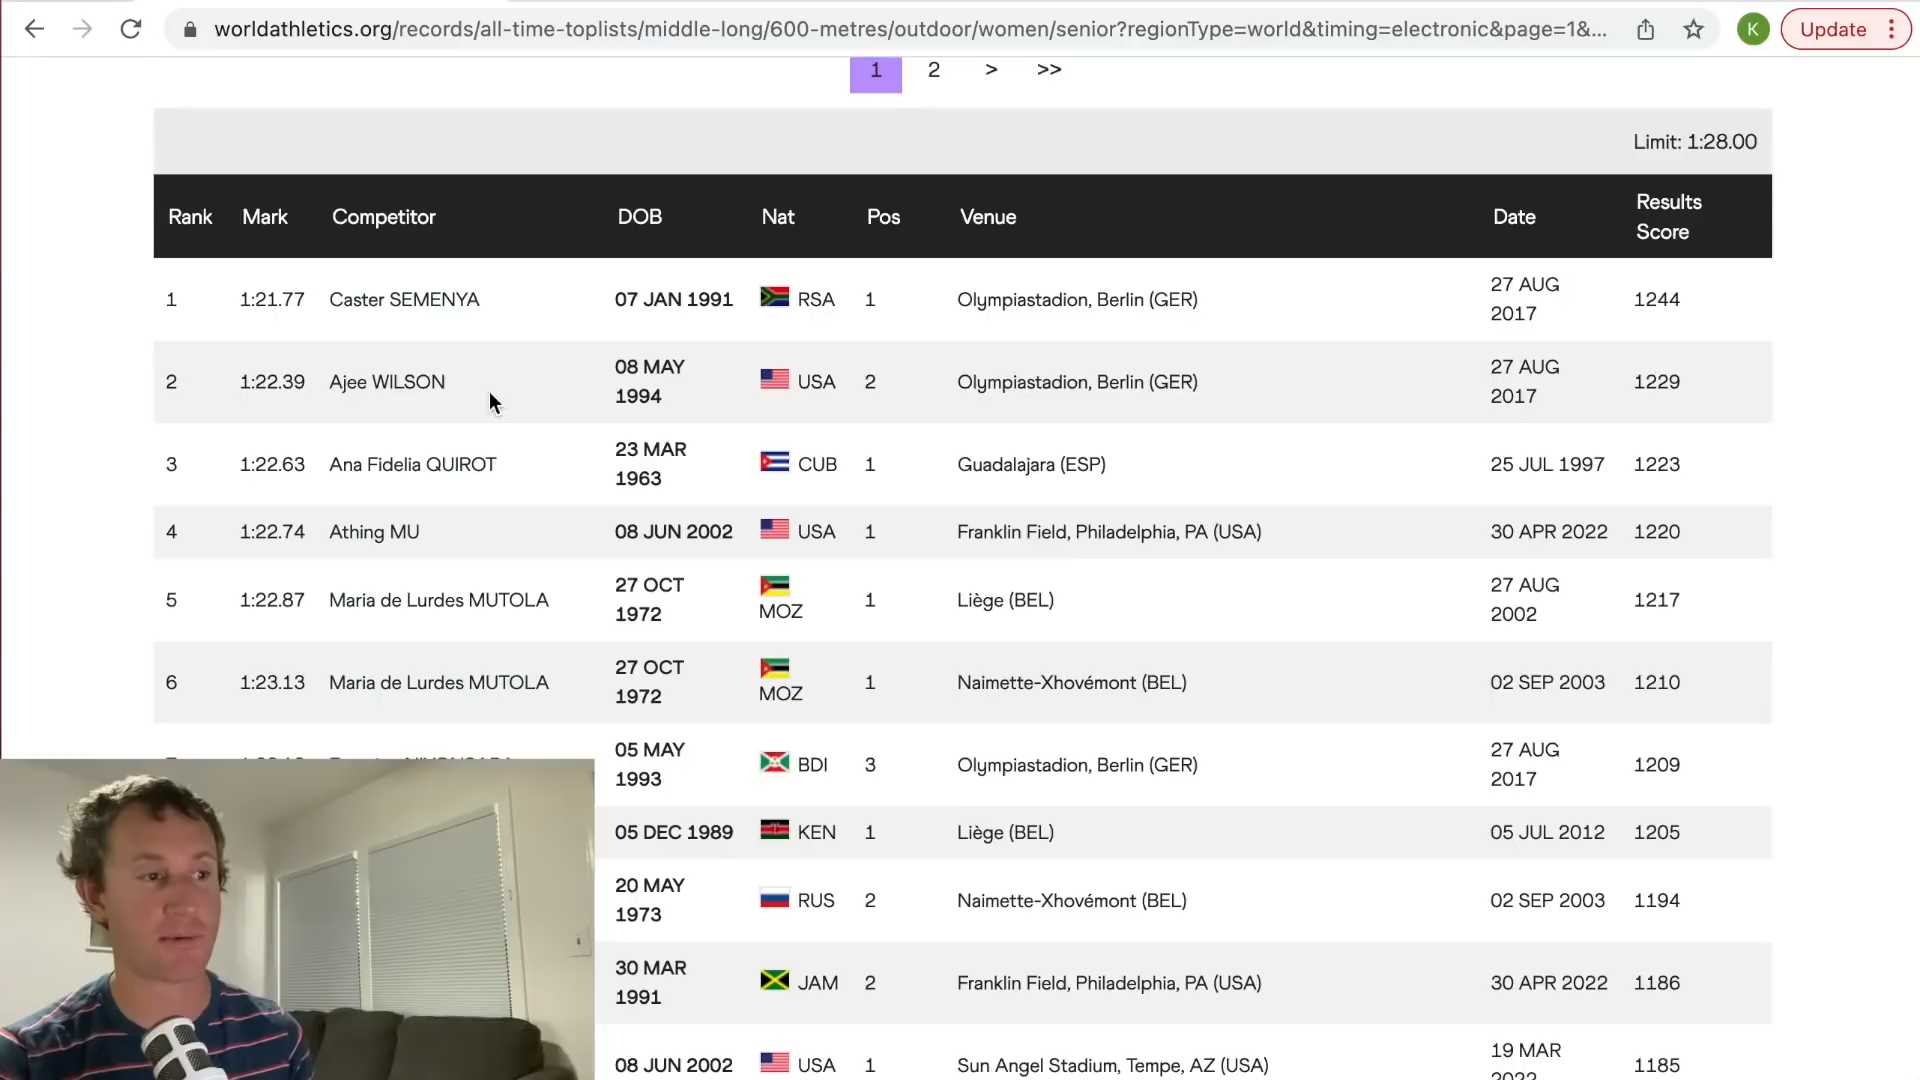 worldathletics.org/records/all-time-toplists/middle-long/600-metres/outdoor/women/senior?regionType=world&timing=electronic&page=1&...
K
Update
1 2 > >>
Limit: 1:28.00
Rank Mark Competitor DOB Nat Pos Venue Date Results Score
1 1:21.77 Caster SEMENYA 07 JAN 1991 RSA 1 Olympiastadion, Berlin (GER) 27 AUG 2017 1244
2 1:22.39 Ajee WILSON 08 MAY 1994 USA 2 Olympiastadion, Berlin (GER) 27 AUG 2017 1229
3 1:22.63 Ana Fidelia QUIROT 23 MAR 1963 CUB 1 Guadalajara (ESP) 25 JUL 1997 1223
4 1:22.74 Athing MU 08 JUN 2002 USA 1 Franklin Field, Philadelphia, PA (USA) 30 APR 2022 1220
5 1:22.87 Maria de Lurdes MUTOLA 27 OCT 1972 MOZ 1 Liège (BEL) 27 AUG 2002 1217
6 1:23.13 Maria de Lurdes MUTOLA 27 OCT 1972 MOZ 1 Naimette-Xhovémont (BEL) 02 SEP 2003 1210
05 MAY 1993 BDI 3 Olympiastadion, Berlin (GER) 27 AUG 2017 1209
05 DEC 1989 KEN 1 Liège (BEL) 05 JUL 2012 1205
20 MAY 1973 RUS 2 Naimette-Xhovémont (BEL) 02 SEP 2003 1194
30 MAR 1991 JAM 2 Franklin Field, Philadelphia, PA (USA) 30 APR 2022 1186
08 JUN 2002 USA 1 Sun Angel Stadium, Tempe, AZ (USA) 19 MAR 2022 1185